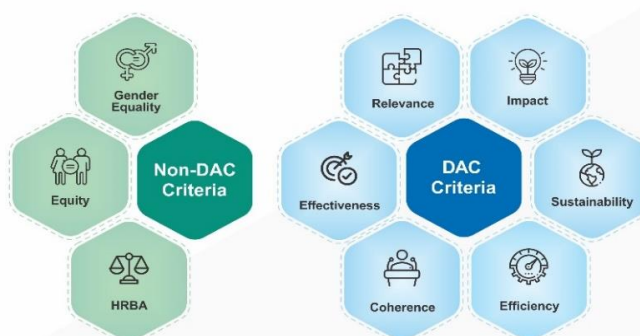 Gender
Equality
Non-DAC
Criteria
Equity
HRBA
Relevance
Impact
DAC
Criteria
Effectiveness
Sustainability
Coherence
Efficiency